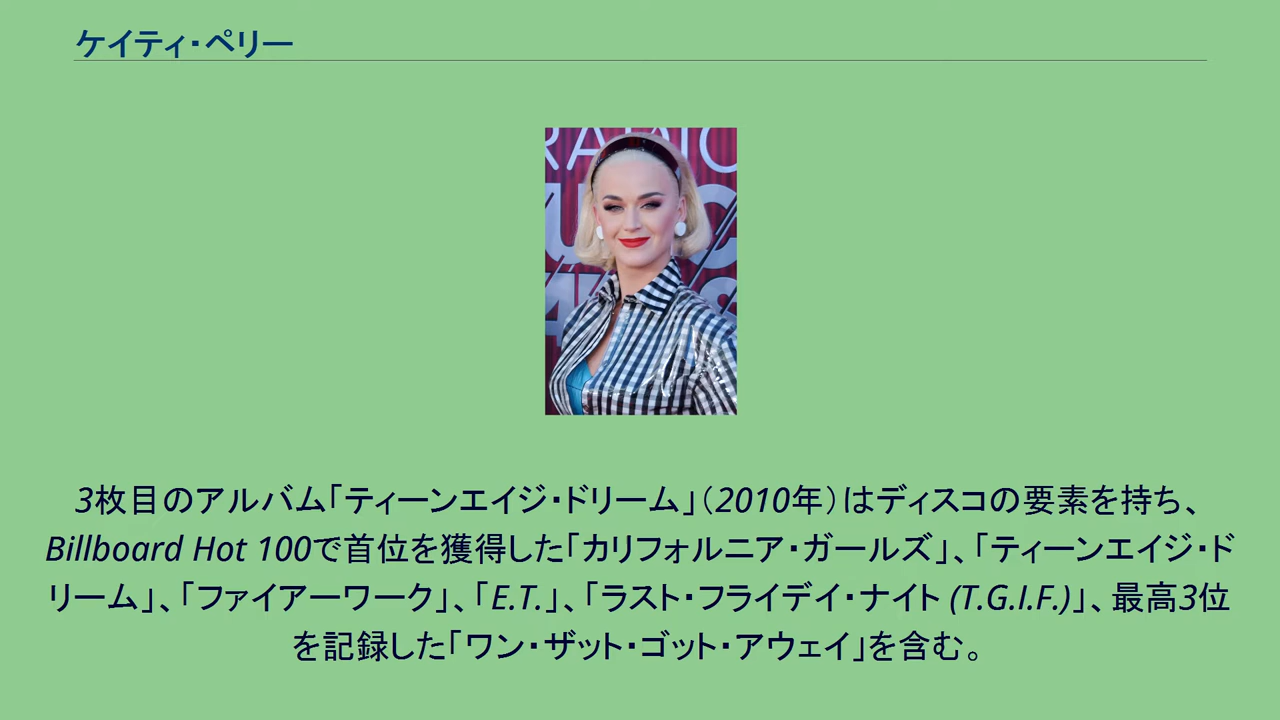 ケイティ・ペリー
RADIO
MUSIC
3枚目のアルバム「ティーンエイジ・ドリーム」（2010年）はディスコの要素を持ち、
Billboard Hot 100で首位を獲得した「カリフォルニア・ガールズ」、「ティーンエイジ・ド
リーム」、「ファイアーワーク」、「E.T.」、「ラスト・フライデイ・ナイト (T.G.I.F.)」、最高3位
を記録した「ワン・ザット・ゴット・アウェイ」を含む。